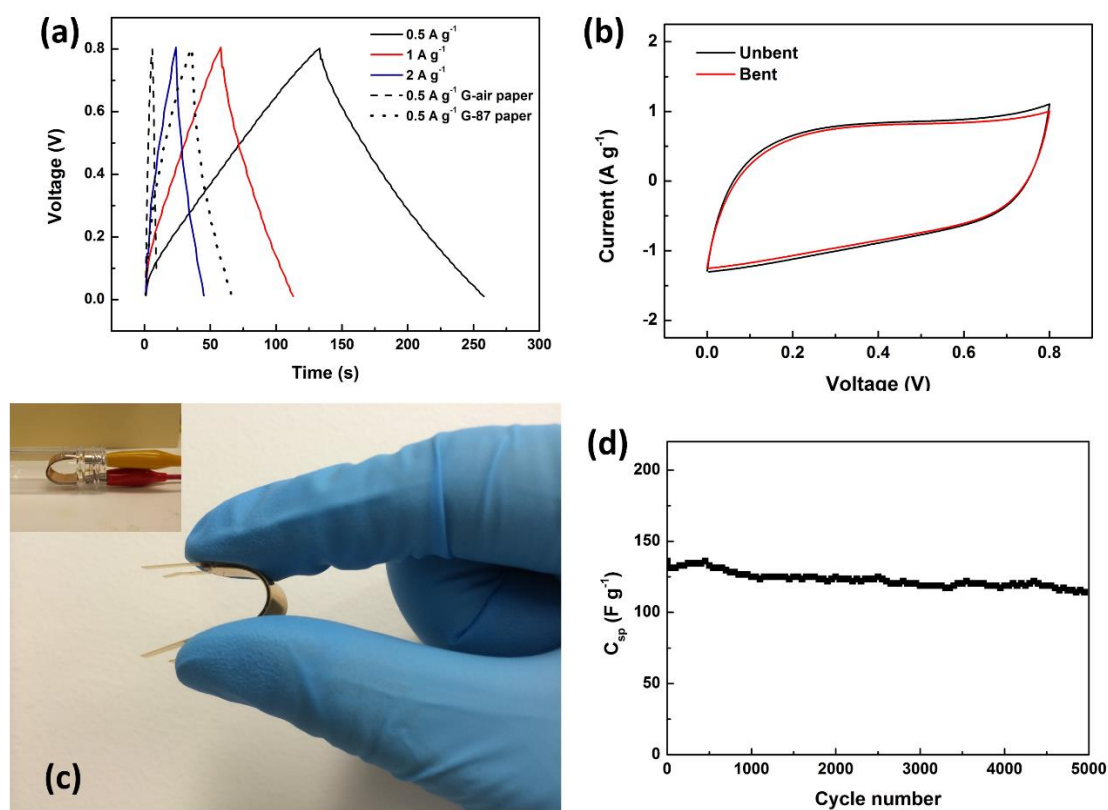 (a)
0.5 A g⁻¹
1 A g⁻¹
2 A g⁻¹
0.5 A g⁻¹ G-air paper
0.5 A g⁻¹ G-87 paper
Voltage (V)
0.8
0.6
0.4
0.2
0.0
0 50 100 150 200 250 300
Time (s)
(b)
Unbent
Bent
Current (A g⁻¹)
2
1
0
-1
-2
0.0 0.2 0.4 0.6 0.8
Voltage (V)
(c)
(d)
C_sp (F g⁻¹)
200
150
100
50
0
0 1000 2000 3000 4000 5000
Cycle number